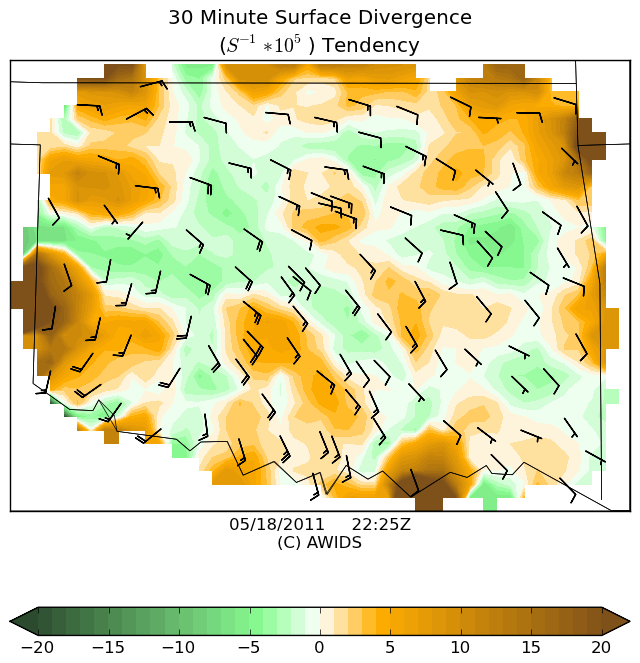 30 Minute Surface Divergence
(S⁻¹ * 10⁵ ) Tendency
05/18/2011 22:25Z
(C) AWIDS
−20 −15 −10 −5 0 5 10 15 20